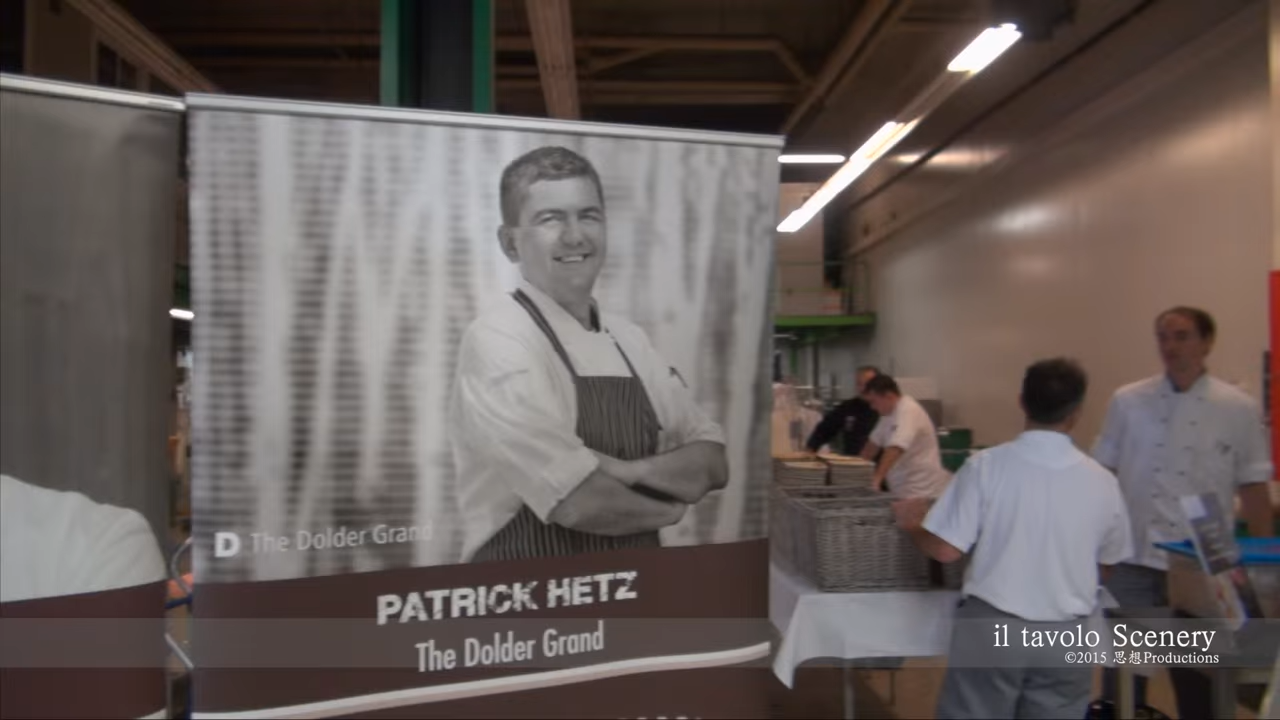 D The Dolder Grand
PATRICK HETZ
The Dolder Grand
il tavolo Scenery
©2015 思想Productions